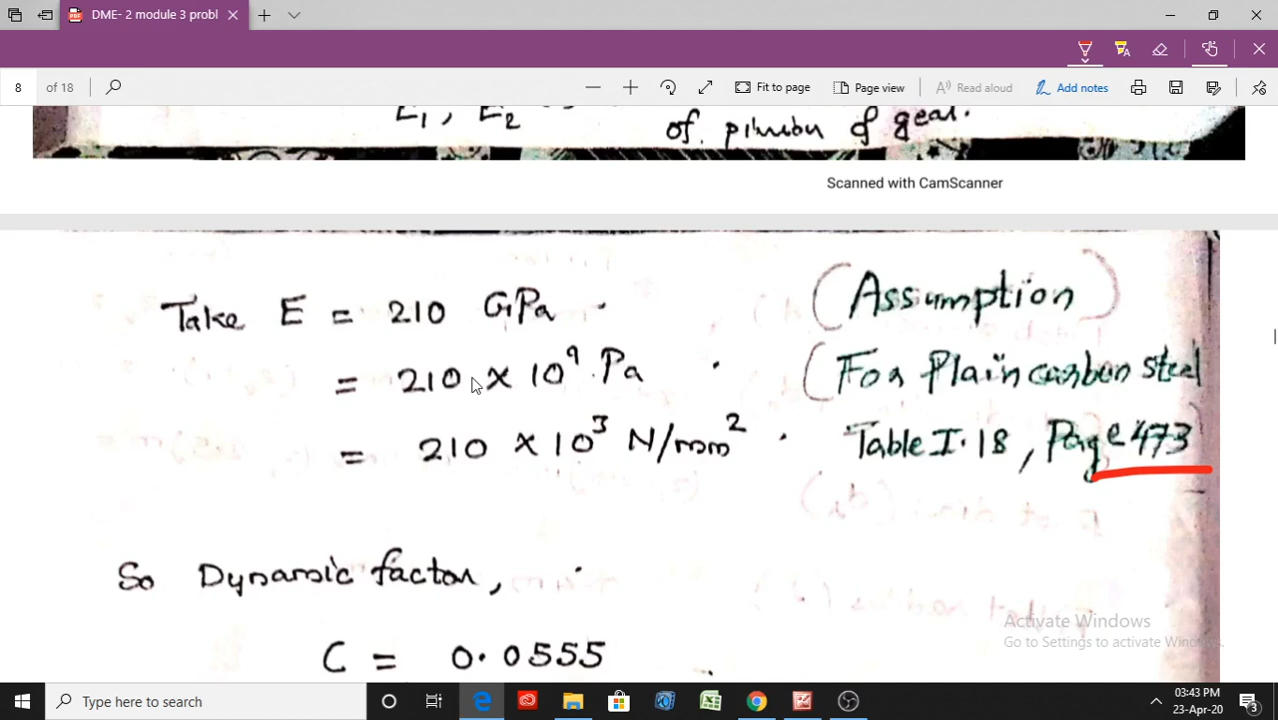 DME- 2 module 3 probl
8 of 18
Fit to page
Page view
Read aloud
Add notes
E1, E2
of pinion of gear.
Scanned with CamScanner
Take E = 210 GPa.
(Assumption)
= 210 × 10⁹ Pa
(For Plain carbon steel
= 210 × 10³ N/mm²
Table I.18, Page 473
So Dynamic factor,
C = 0.0555
Activate Windows
Go to Settings to activate Windows.
Type here to search
03:43 PM
23-Apr-20
3